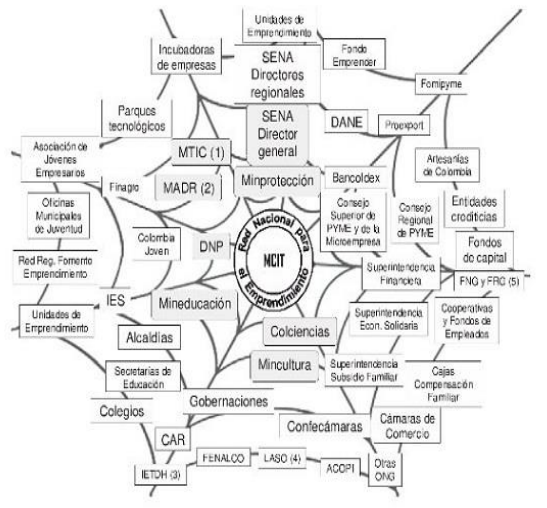 Unidades de
Emprendimiento
Incubadoras
de empresas
SENA
Directores
regionales
Fondo
Emprender
Fomipyme
Parques
tecnológicos
SENA
Director
general
DANE
Proexport
Asociación de
Jóvenes
Empresarios
MTIC (1)
Artesanías
de Colombia
Finagro
MADR (2)
Minprotección
Bancoldex
Oficinas
Municipales
de Juventud
Consejo
Superior de
PYME y de la
Microempresa
Consejo
Regional
de PYME
Entidades
crediticias
Colombia
Joven
DNP
Red Nacional para
el Emprendimiento
MCIT
Fondos
de capital
Red Reg. Fomento
Emprendimiento
Superintendencia
Financiera
FNG y FRG (5)
IES
Mineducación
Unidades de
Emprendimiento
Alcaldías
Colciencias
Superintendencia
Econ. Solidaria
Cooperativas
y Fondos de
Empleados
Mincultura
Superintencencia
Subsidio Familiar
Cajas
Compensación
Familiar
Secretarías de
Educación
Colegios
Gobernaciones
Confecámaras
Cámaras de
Comercio
CAR
IETDH (3)
FENALCO
LASO (4)
ACOPI
Otras
ONG